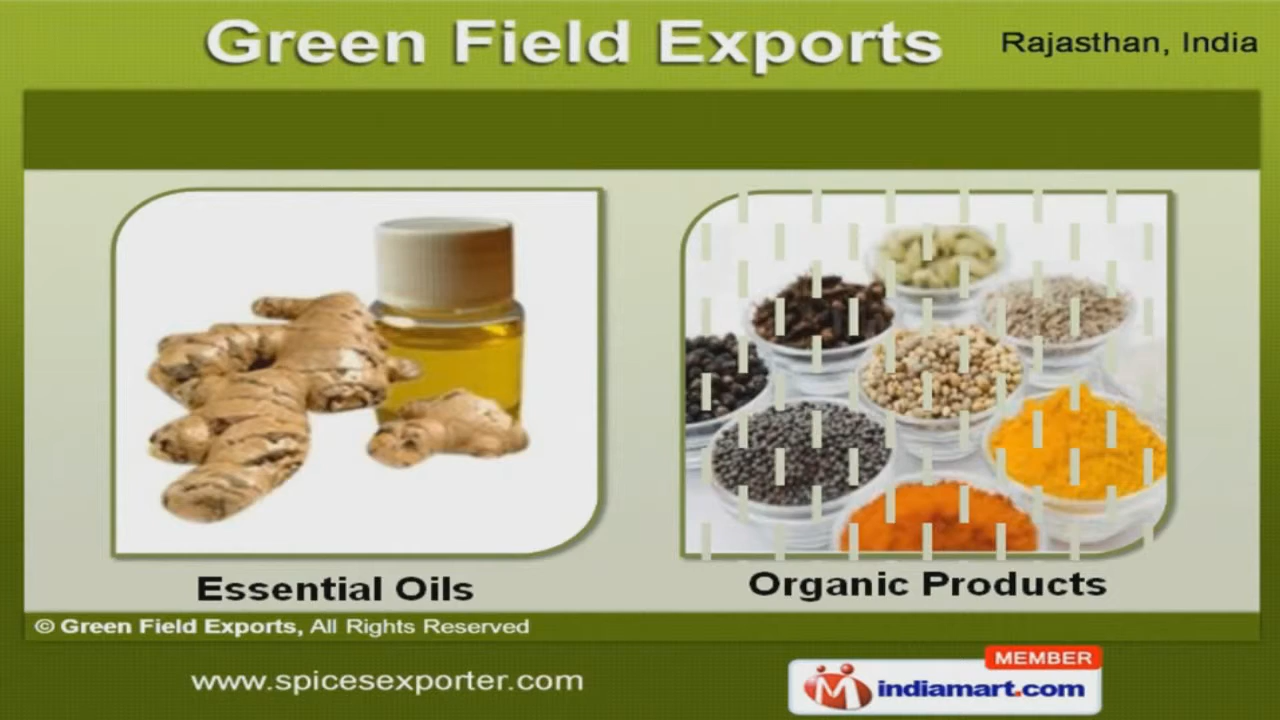 Green Field Exports
Rajasthan, India
Essential Oils
Organic Products
© Green Field Exports, All Rights Reserved
www.spicesexporter.com
MEMBER
indiamart.com